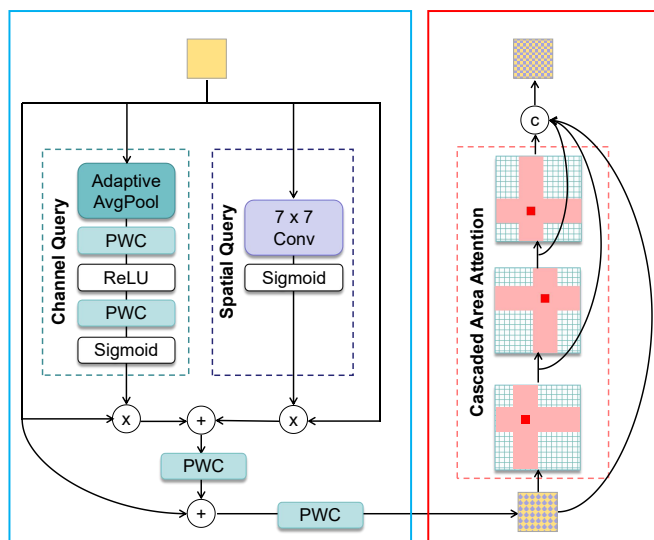 Channel Query
Adaptive
AvgPool
PWC
ReLU
PWC
Sigmoid
Spatial Query
7 x 7
Conv
Sigmoid
x
+
x
PWC
+
PWC
c
Cascaded Area Attention